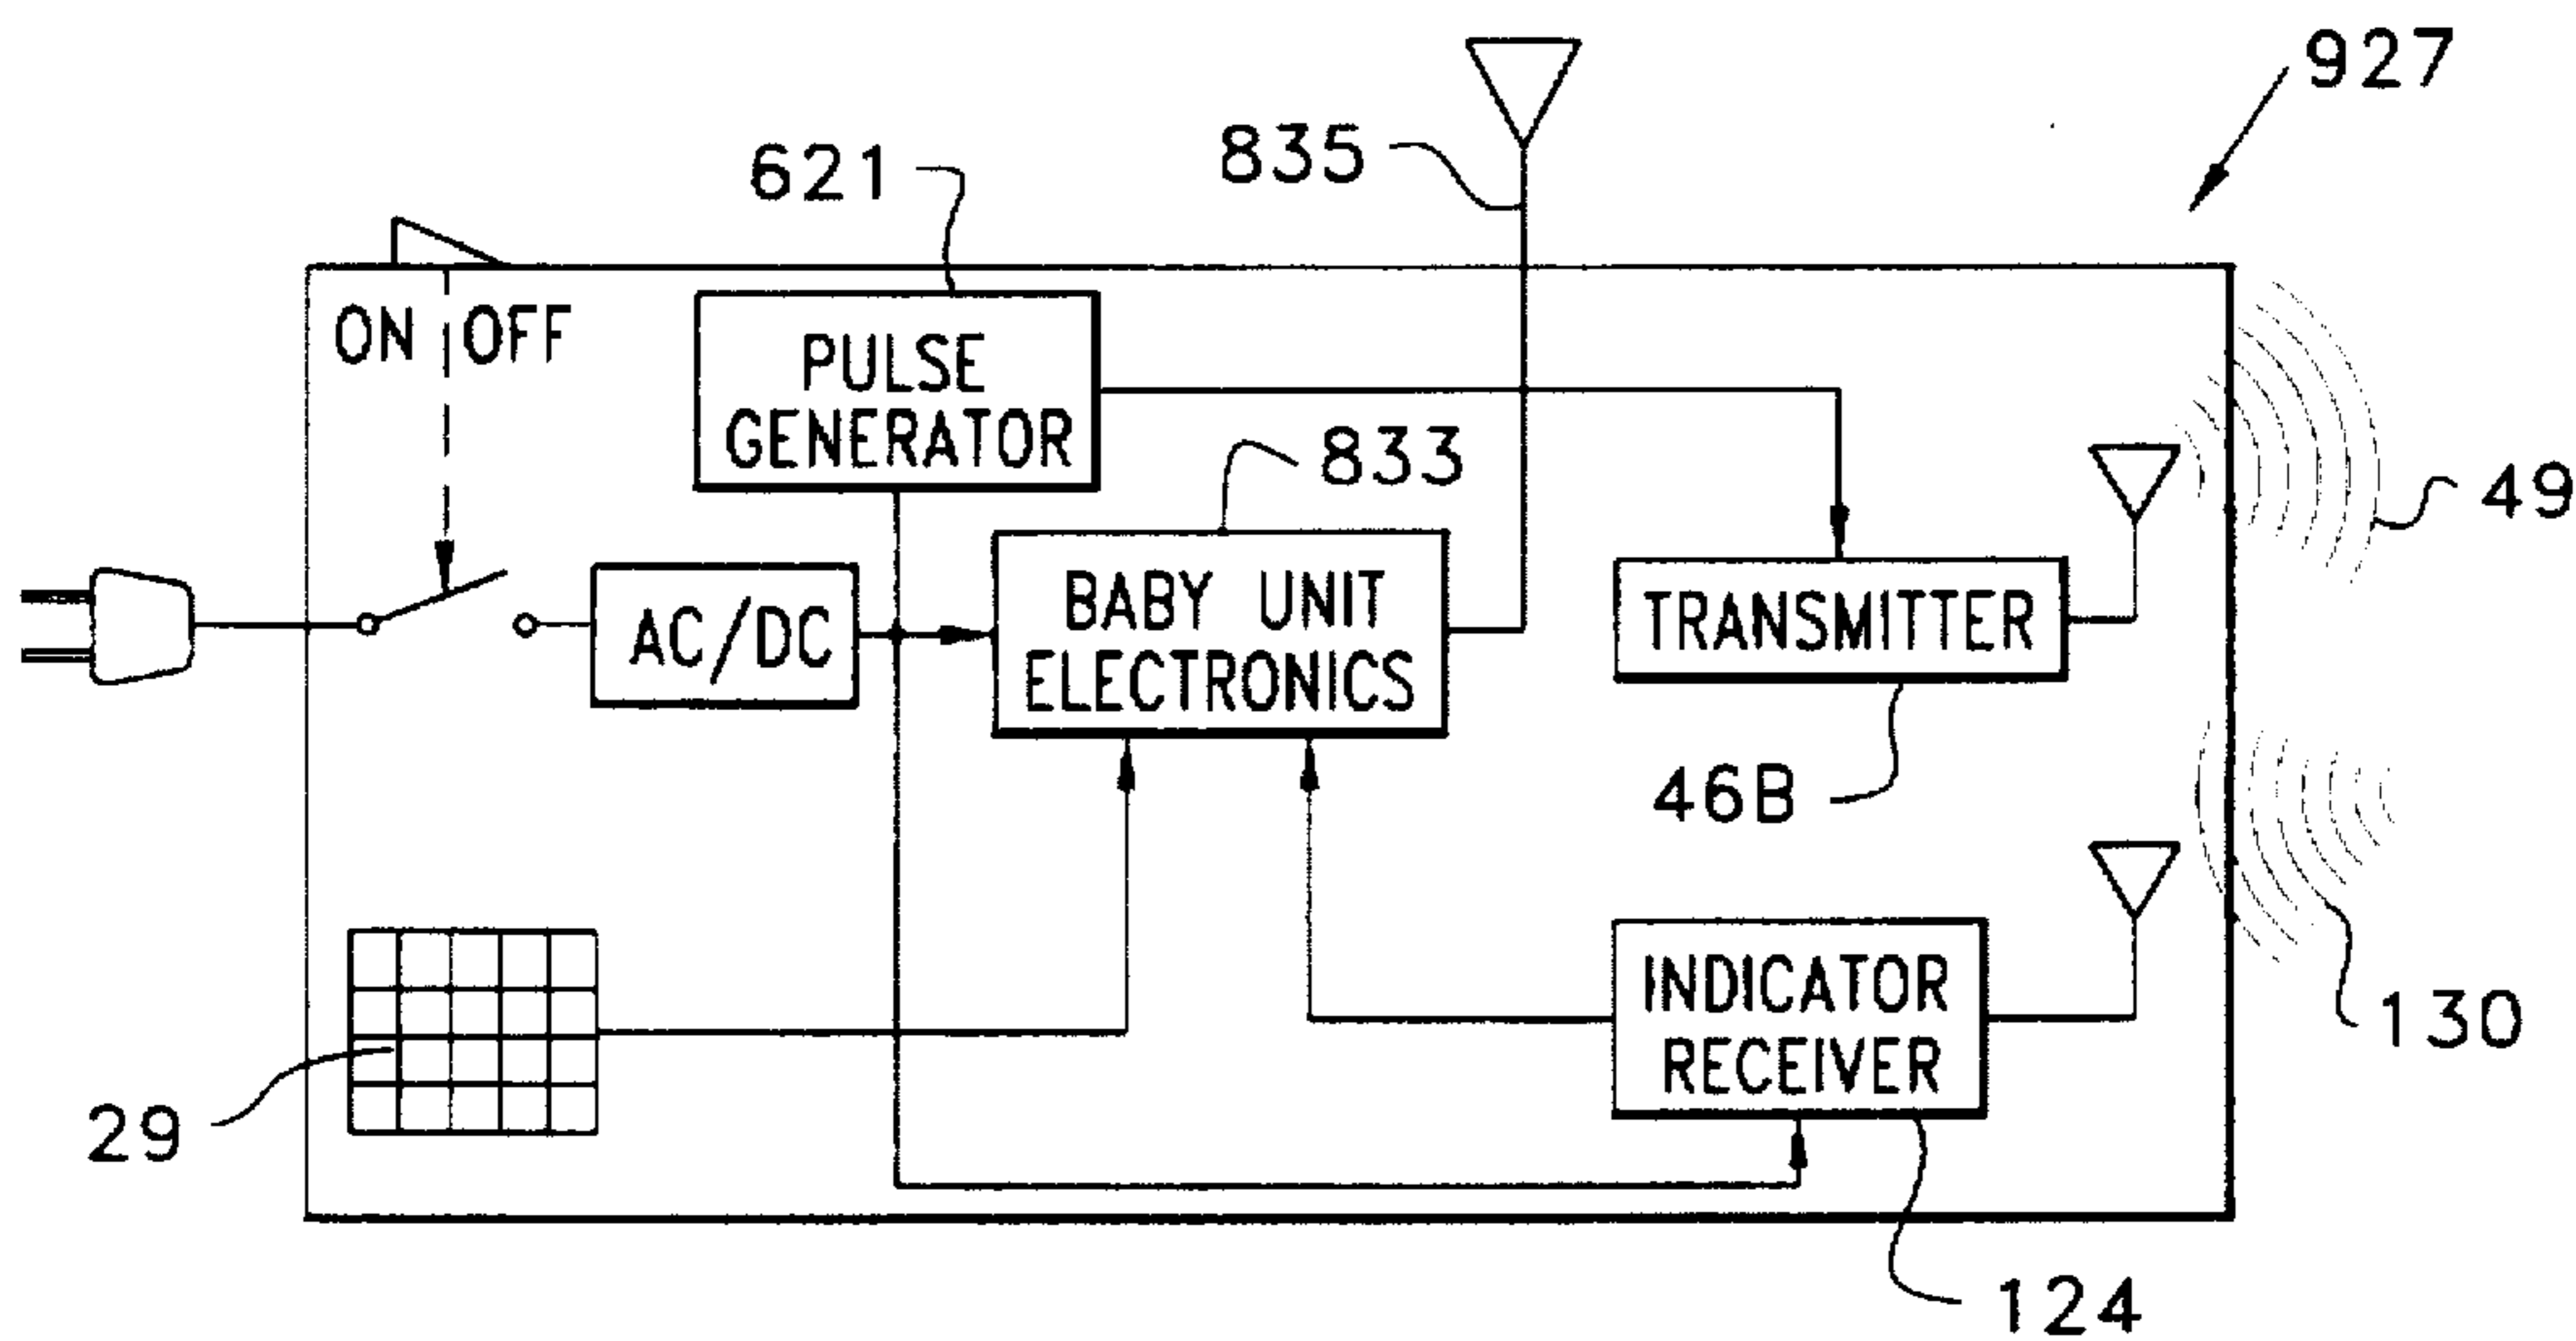 927
835
621
ON OFF
PULSE
GENERATOR
833
49
BABY UNIT
ELECTRONICS
AC/DC
TRANSMITTER
46B
INDICATOR
RECEIVER
130
29
124